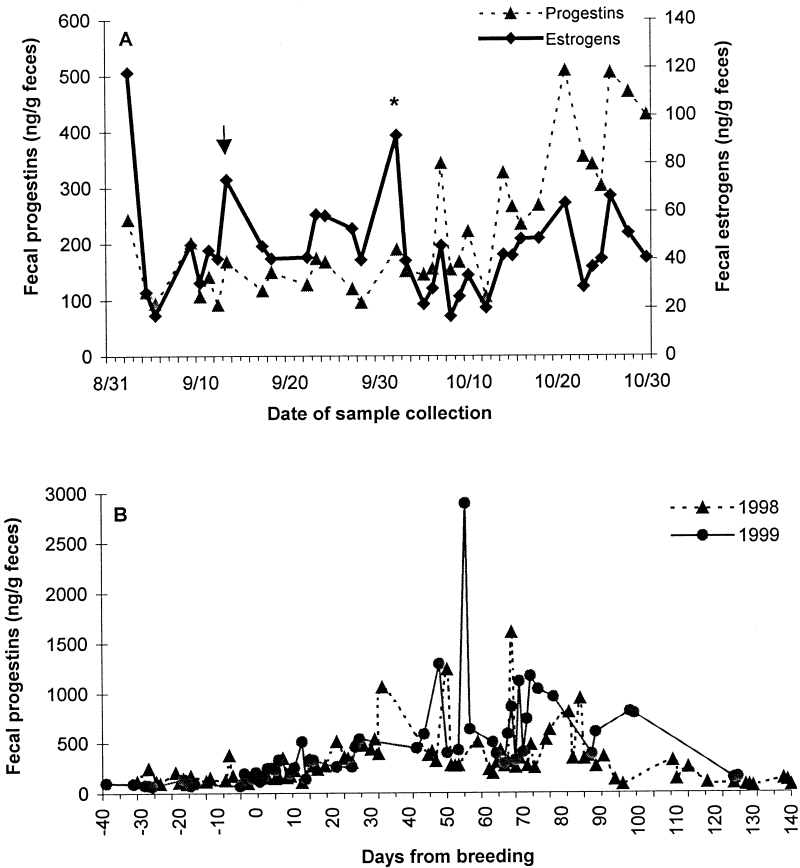 A
Progestins
Estrogens
600
500
400
300
200
100
0
Fecal progestins (ng/g feces)
*
140
120
100
80
60
40
20
0
Fecal estrogens (ng/g feces)
8/31 9/10 9/20 9/30 10/10 10/20 10/30
Date of sample collection
B
1998
1999
3000
2500
2000
1500
1000
500
0
Fecal progestins (ng/g feces)
-40 -30 -20 -10 0 10 20 30 40 50 60 70 80 90 100 110 120 130 140
Days from breeding